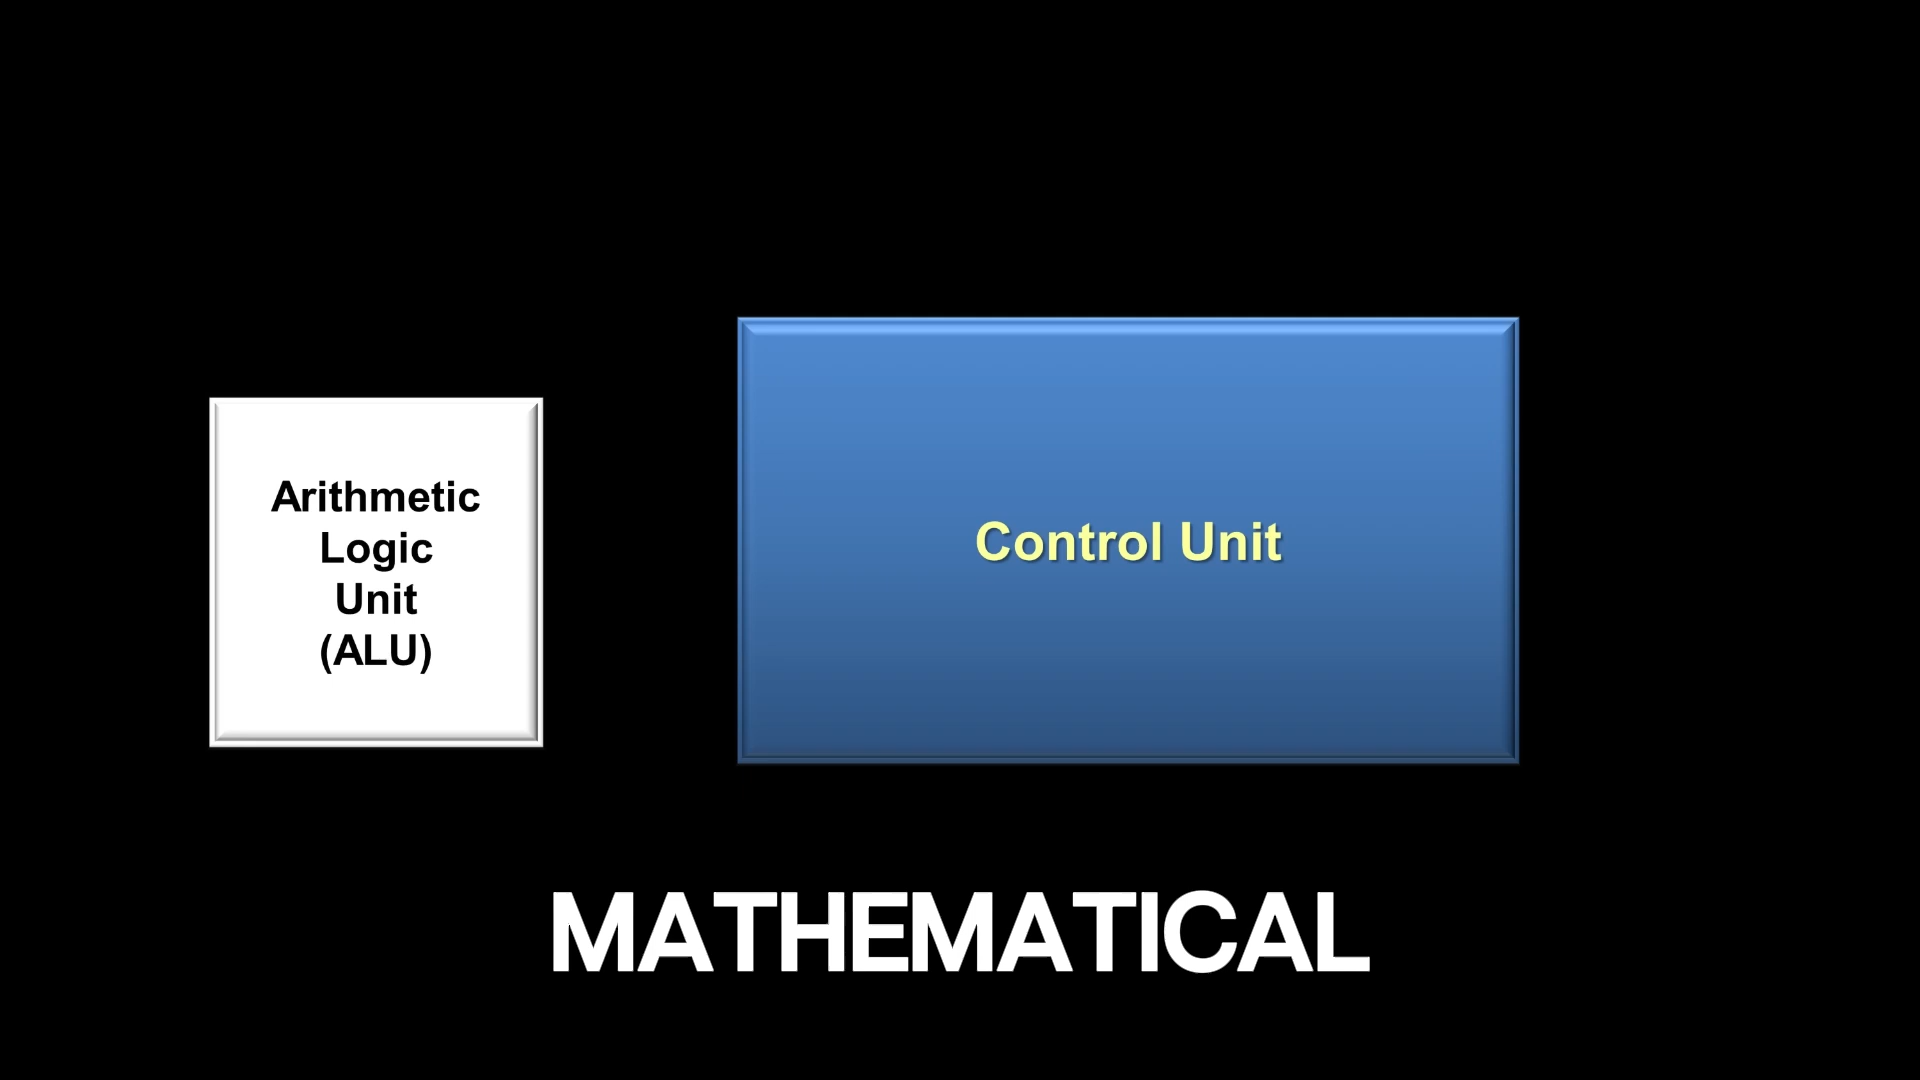 Arithmetic
Logic
Unit
(ALU)
Control Unit
MATHEMATICAL